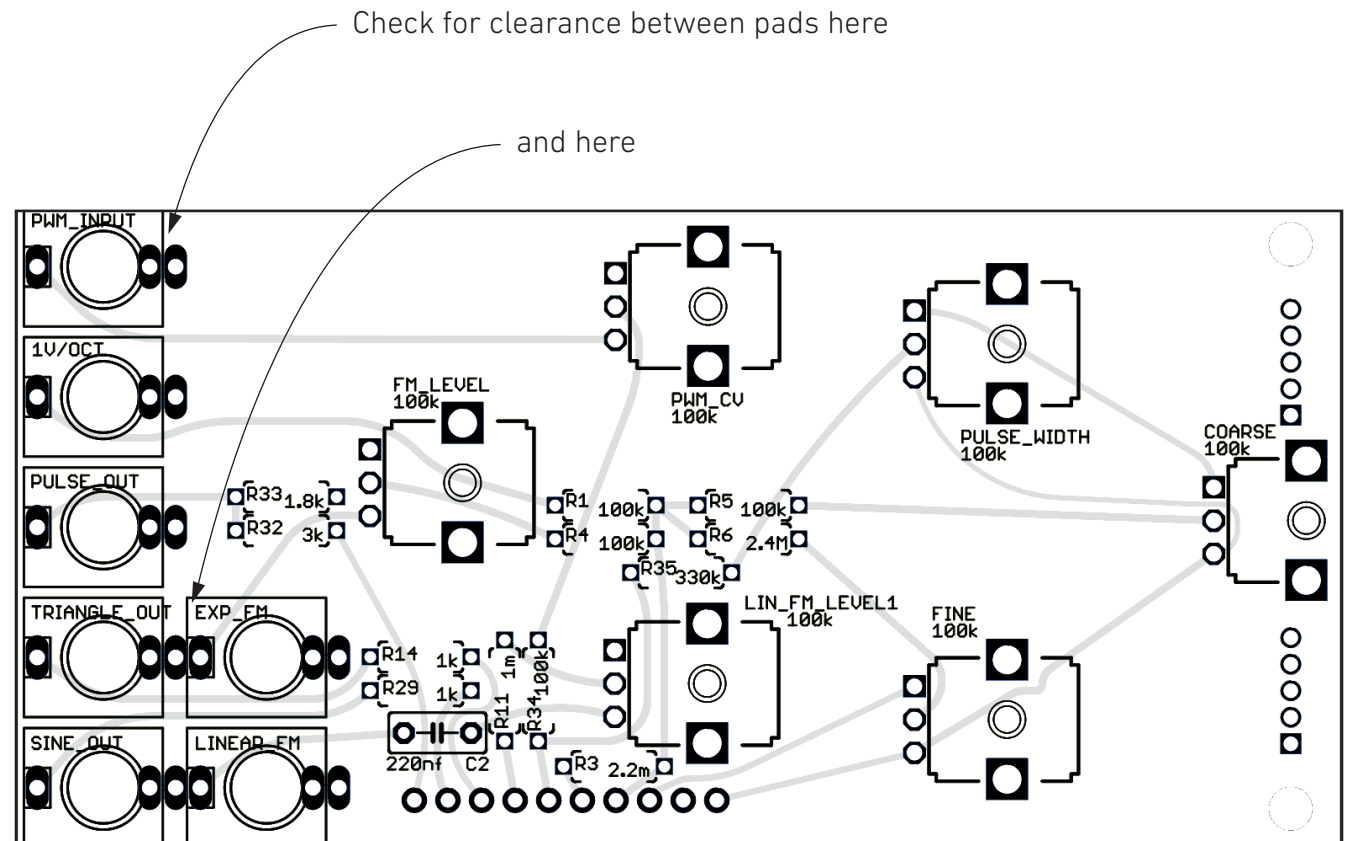 Check for clearance between pads here
and here
PWM_INPUT
1V/OCT
FM_LEVEL
100k
PWM_CV
100k
PULSE_WIDTH
100k
COARSE
100k
PULSE_OUT
R33 1.8k
R32 3k
R1 100k
R5 100k
R4 100k
R6 2.4M
R35 330k
TRIANGLE_OUT
EXP_FM
LIN_FM_LEVEL1
100k
FINE
100k
R14 1k
R29 1k
1m
R11
100k
R34
SINE_OUT
LINEAR_FM
220nf C2
R3 2.2m